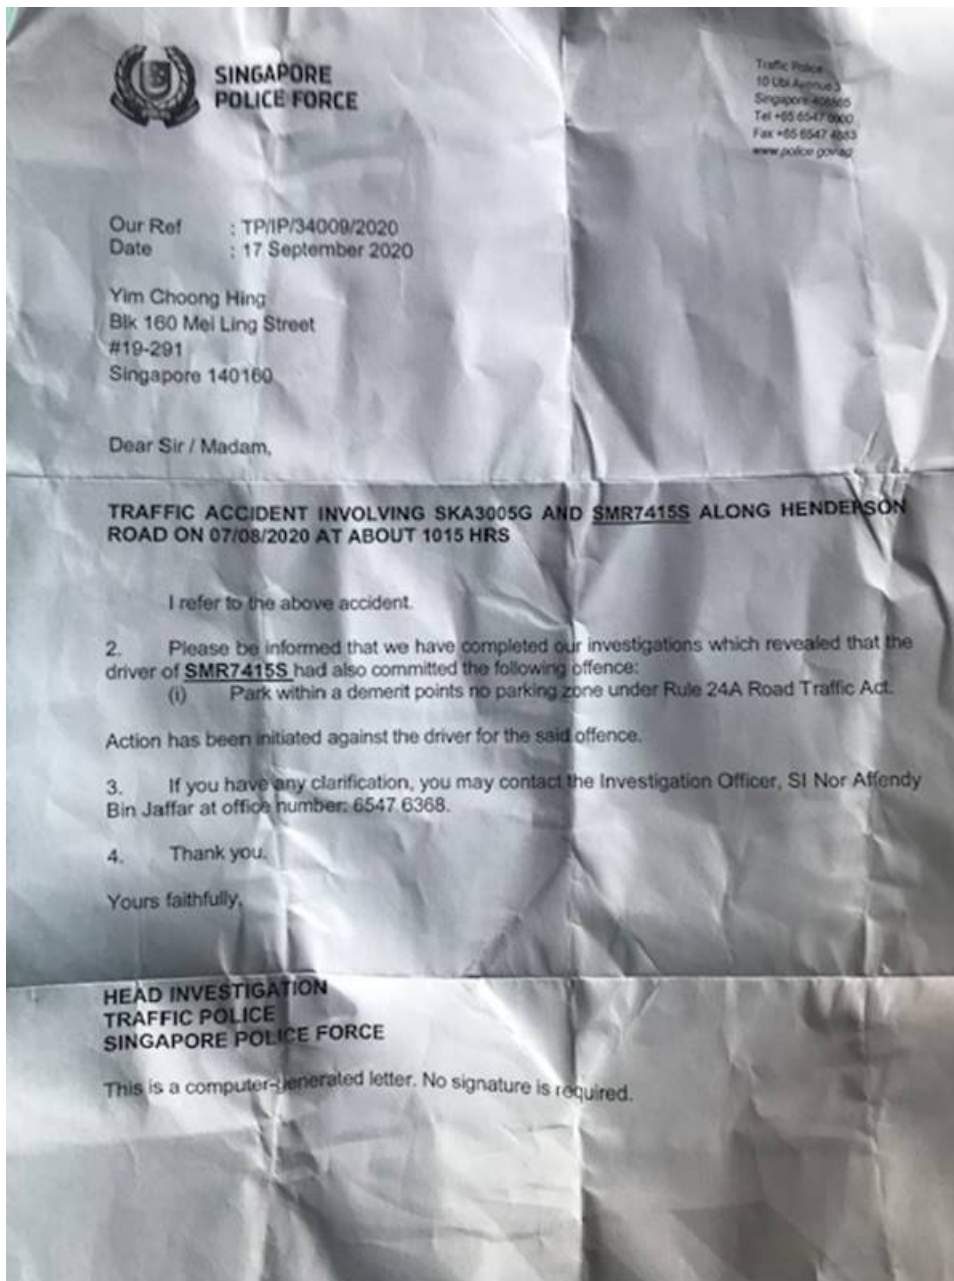 SINGAPORE
POLICE FORCE
Traffic Police
10 Ubi Avenue 3
Singapore 408865
Tel +65 6547 0000
Fax +65 6547 4883
www.police.gov.sg
Our Ref : TP/IP/34009/2020
Date : 17 September 2020
Yim Choong Hing
Blk 160 Mei Ling Street
#19-291
Singapore 140160
Dear Sir / Madam,
TRAFFIC ACCIDENT INVOLVING SKA3005G AND SMR7415S ALONG HENDERSON
ROAD ON 07/08/2020 AT ABOUT 1015 HRS
I refer to the above accident.
2. Please be informed that we have completed our investigations which revealed that the
driver of SMR7415S had also committed the following offence:
(i) Park within a demerit points no parking zone under Rule 24A Road Traffic Act.
Action has been initiated against the driver for the said offence.
3. If you have any clarification, you may contact the Investigation Officer, SI Nor Affendy
Bin Jaffar at office number: 6547 6368.
4. Thank you.
Yours faithfully,
HEAD INVESTIGATION
TRAFFIC POLICE
SINGAPORE POLICE FORCE
This is a computer-generated letter. No signature is required.